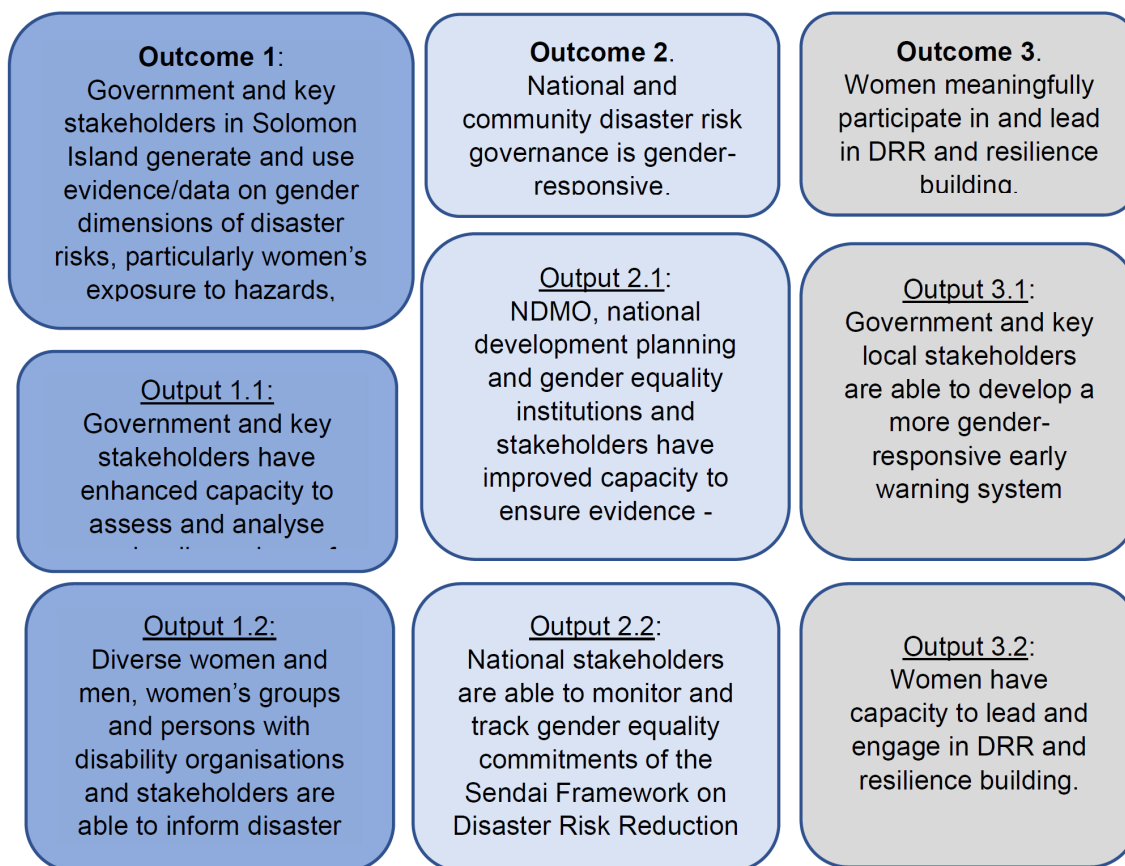 Outcome 1:
Government and key
stakeholders in Solomon
Island generate and use
evidence/data on gender
dimensions of disaster
risks, particularly women’s
exposure to hazards,
Output 1.1:
Government and key
stakeholders have
enhanced capacity to
assess and analyse
Output 1.2:
Diverse women and
men, women’s groups
and persons with
disability organisations
and stakeholders are
able to inform disaster
Outcome 2.
National and
community disaster risk
governance is gender-
responsive.
Output 2.1:
NDMO, national
development planning
and gender equality
institutions and
stakeholders have
improved capacity to
ensure evidence -
Output 2.2:
National stakeholders
are able to monitor and
track gender equality
commitments of the
Sendai Framework on
Disaster Risk Reduction
Outcome 3.
Women meaningfully
participate in and lead
in DRR and resilience
building.
Output 3.1:
Government and key
local stakeholders
are able to develop a
more gender-
responsive early
warning system
Output 3.2:
Women have
capacity to lead and
engage in DRR and
resilience building.